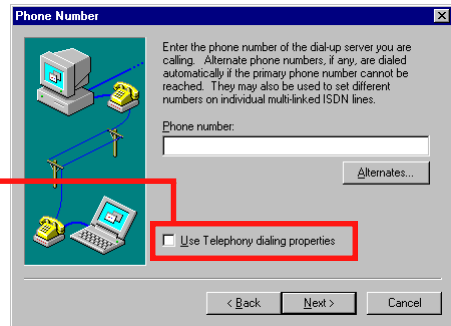 Phone Number
Enter the phone number of the dial-up server you are
calling. Alternate phone numbers, if any, are dialed
automatically if the primary phone number cannot be
reached. They may also be used to set different
numbers on individual multi-linked ISDN lines.
Phone number:
Alternates...
Use Telephony dialing properties
< Back
Next >
Cancel